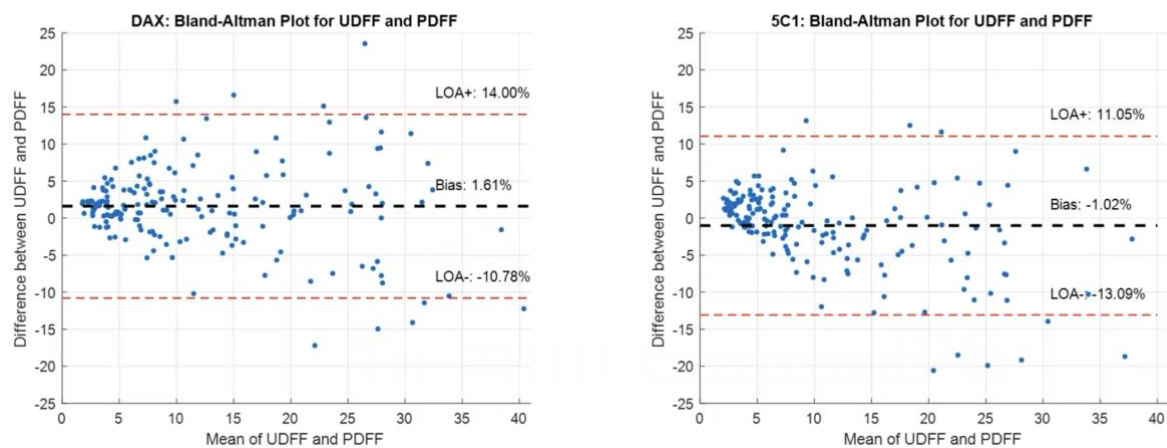 DAX: Bland-Altman Plot for UDFF and PDFF
25
20
15
10
5
0
-5
-10
-15
-20
-25
Difference between UDFF and PDFF
LOA+: 14.00%
Bias: 1.61%
LOA-: -10.78%
0 5 10 15 20 25 30 35 40
Mean of UDFF and PDFF
5C1: Bland-Altman Plot for UDFF and PDFF
25
20
15
10
5
0
-5
-10
-15
-20
-25
Difference between UDFF and PDFF
LOA+: 11.05%
Bias: -1.02%
LOA-: -13.09%
0 5 10 15 20 25 30 35 40
Mean of UDFF and PDFF